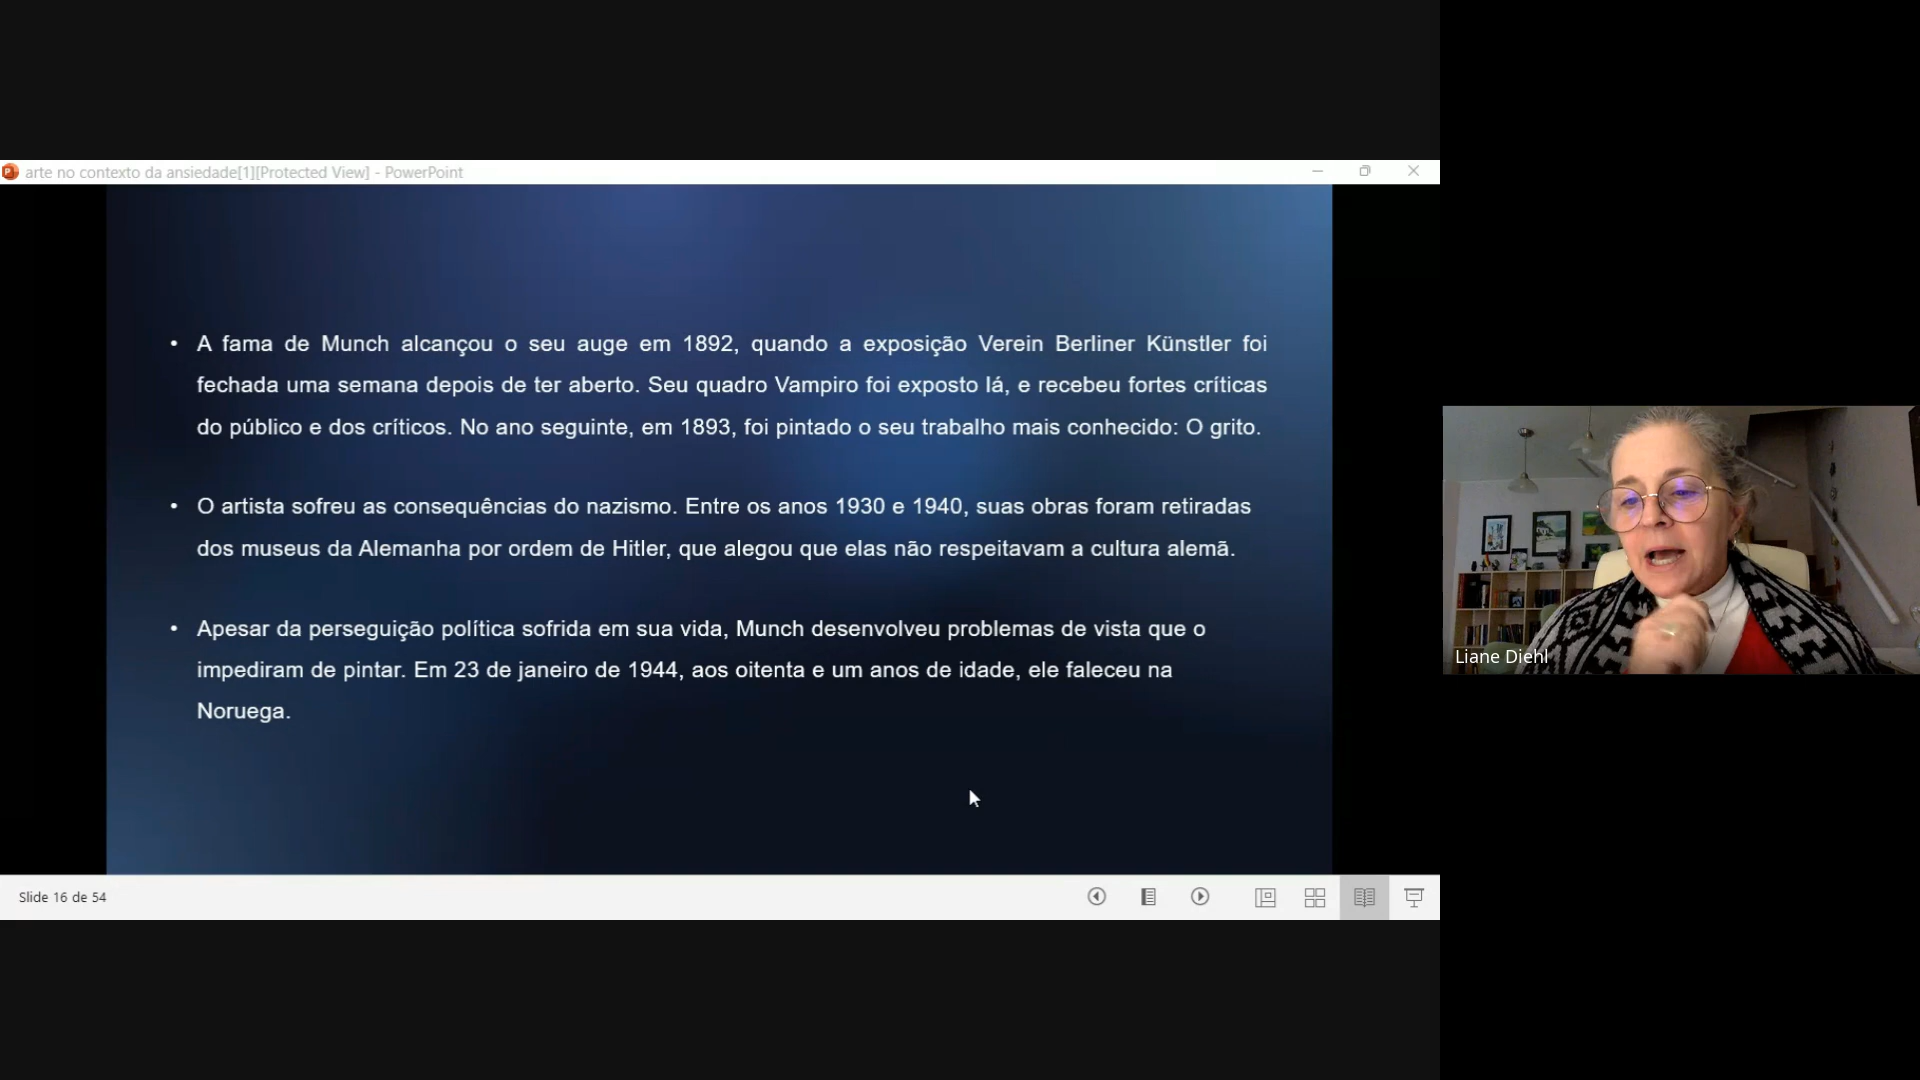 arte no contexto da ansiedade[1][Protected View] - PowerPoint
• A fama de Munch alcançou o seu auge em 1892, quando a exposição Verein Berliner Künstler foi
fechada uma semana depois de ter aberto. Seu quadro Vampiro foi exposto lá, e recebeu fortes críticas
do público e dos críticos. No ano seguinte, em 1893, foi pintado o seu trabalho mais conhecido: O grito.
• O artista sofreu as consequências do nazismo. Entre os anos 1930 e 1940, suas obras foram retiradas
dos museus da Alemanha por ordem de Hitler, que alegou que elas não respeitavam a cultura alemã.
• Apesar da perseguição política sofrida em sua vida, Munch desenvolveu problemas de vista que o
impediram de pintar. Em 23 de janeiro de 1944, aos oitenta e um anos de idade, ele faleceu na
Noruega.
Liane Diehl
Slide 16 de 54